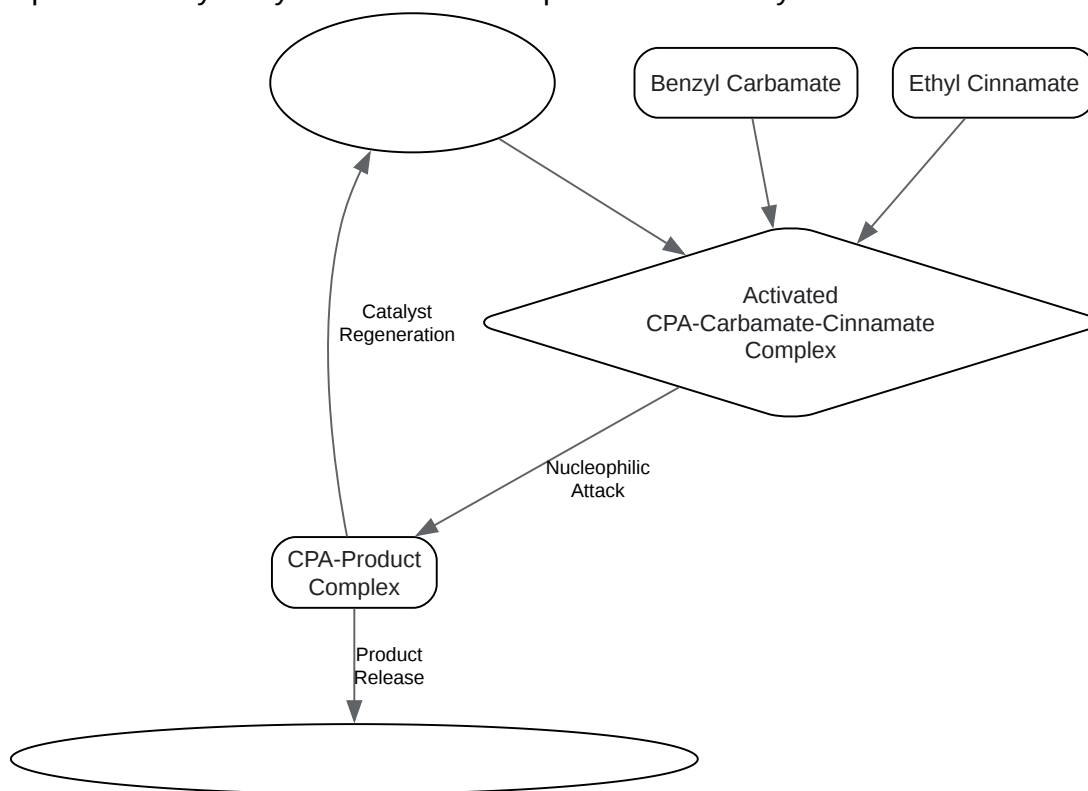 Benzyl Carbamate
Ethyl Cinnamate
Activated
CPA-Carbamate-Cinnamate
Complex
Catalyst
Regeneration
Nucleophilic
Attack
CPA-Product
Complex
Product
Release